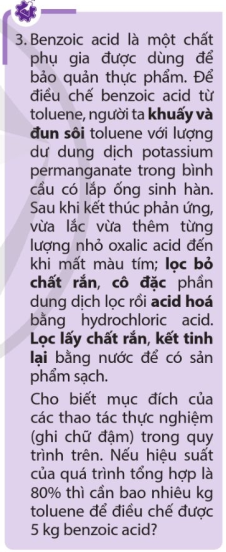 3. Benzoic acid là một chất
phụ gia được dùng để
bảo quản thực phẩm. Để
điều chế benzoic acid từ
toluene, người ta khuấy và
đun sôi toluene với lượng
dư dung dịch potassium
permanganate trong bình
cầu có lắp ống sinh hàn.
Sau khi kết thúc phản ứng,
vừa lắc vừa thêm từng
lượng nhỏ oxalic acid đến
khi mất màu tím; lọc bỏ
chất rắn, cô đặc phần
dung dịch lọc rồi acid hoá
bằng hydrochloric acid.
Lọc lấy chất rắn, kết tinh
lại bằng nước để có sản
phẩm sạch.
Cho biết mục đích của
các thao tác thực nghiệm
(ghi chữ đậm) trong quy
trình trên. Nếu hiệu suất
của quá trình tổng hợp là
80% thì cần bao nhiêu kg
toluene để điều chế được
5 kg benzoic acid?